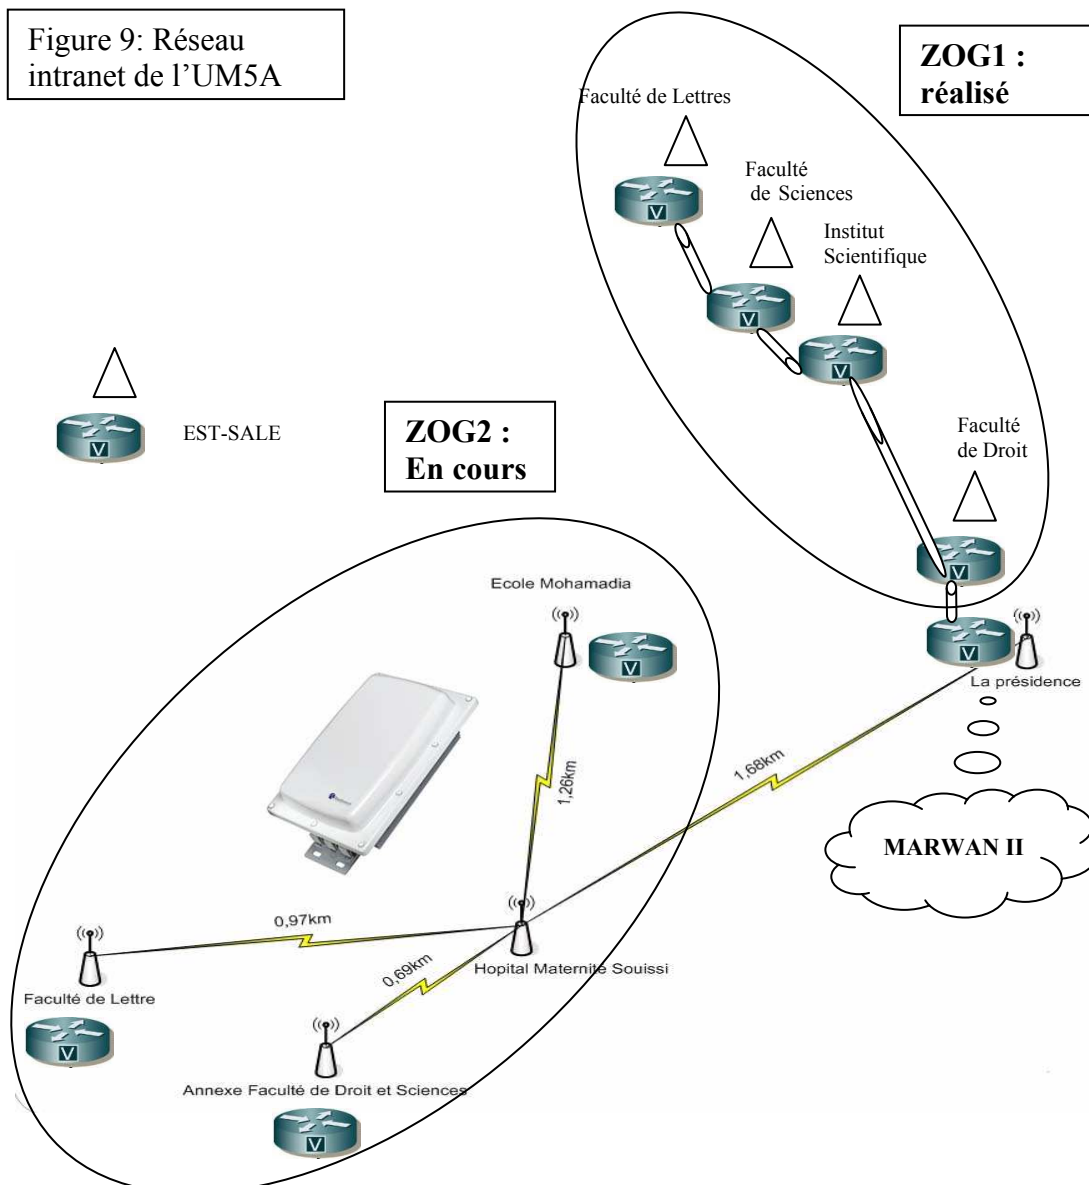 Figure 9: Réseau
intranet de l'UM5A
ZOG1 :
réalisé
Faculté de Lettres
Faculté
de Sciences
Institut
Scientifique
Faculté
de Droit
EST-SALE
ZOG2 :
En cours
Ecole Mohamadia
La présidence
1,68km
1,26km
MARWAN II
0,97km
0,69km
Hopital Maternité Souissi
Faculté de Lettre
Annexe Faculté de Droit et Sciences
V
V
V
V
V
V
V
V
V